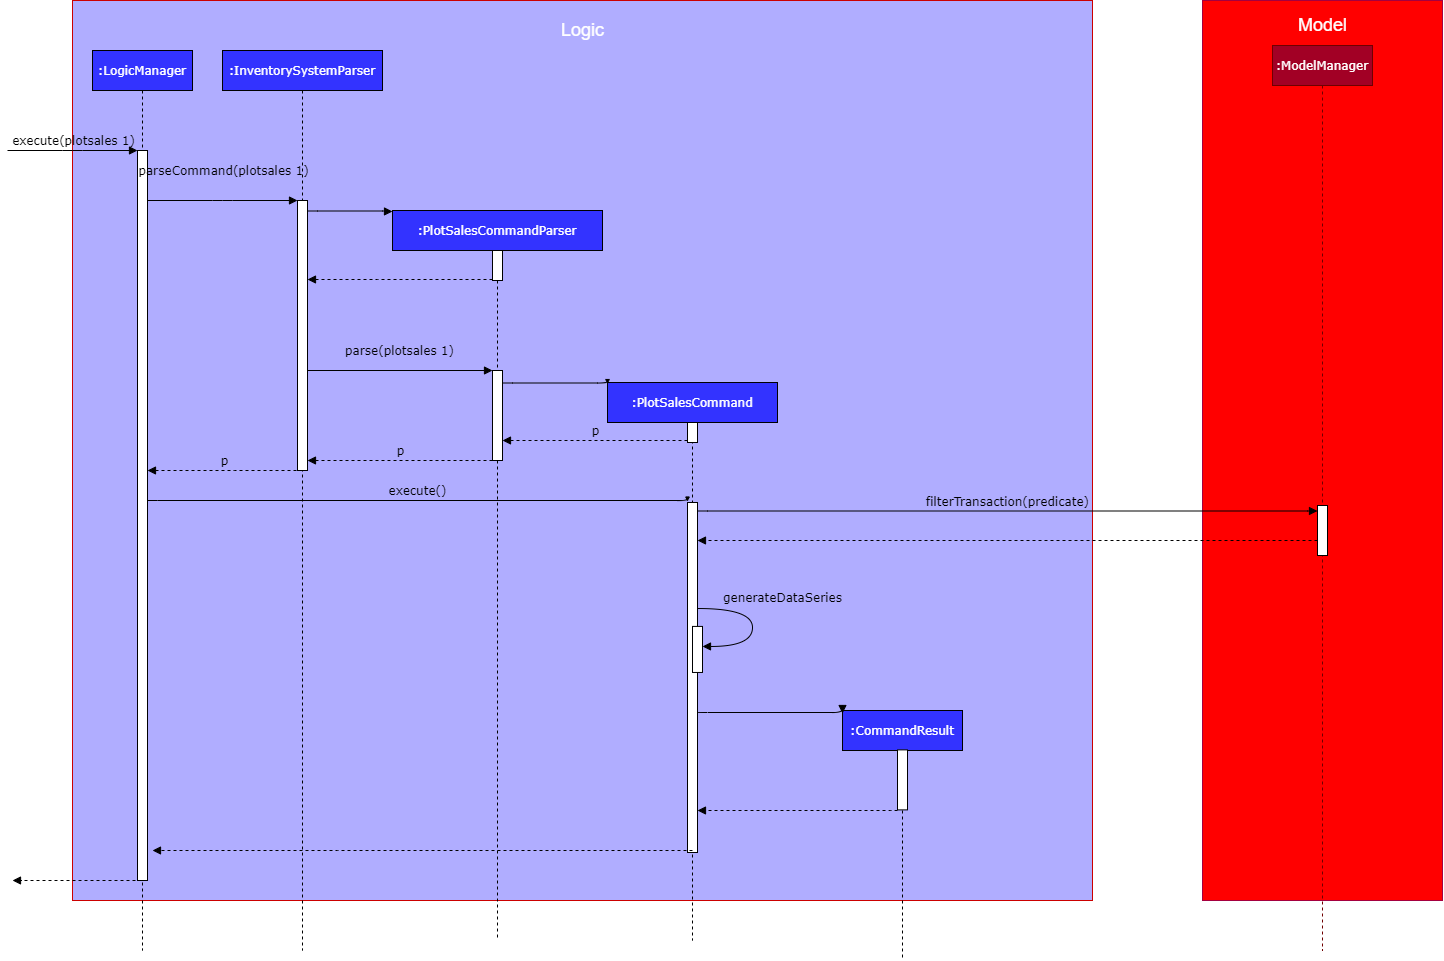 Logic
Model
:LogicManager
:InventorySystemParser
:ModelManager
execute(plotsales 1)
parseCommand(plotsales 1)
:PlotSalesCommandParser
parse(plotsales 1)
:PlotSalesCommand
p
p
p
execute()
filterTransaction(predicate)
generateDataSeries
:CommandResult